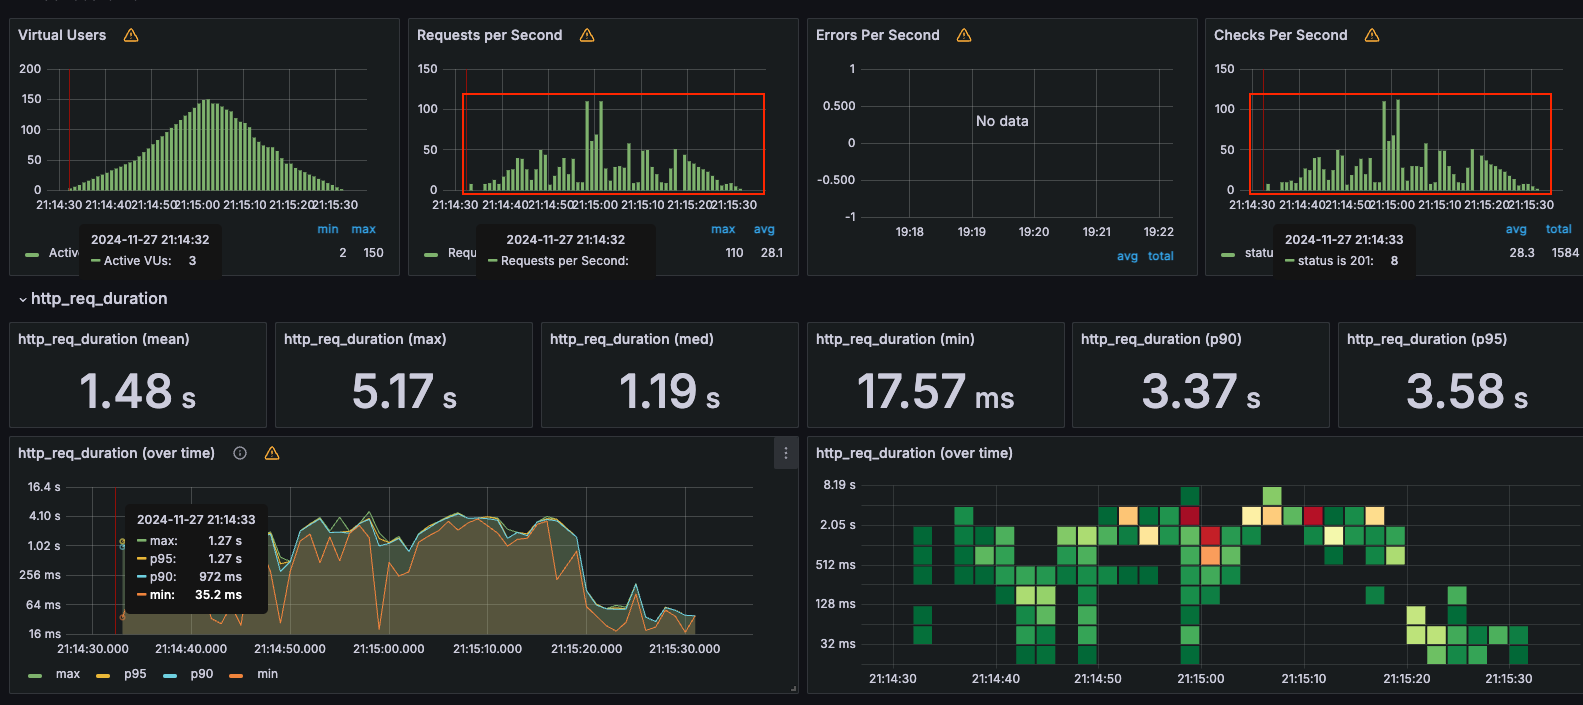 Virtual Users
Requests per Second
Errors Per Second
Checks Per Second
200
150
100
50
0
21:14:30 21:14:40 21:14:50 21:15:00 21:15:10 21:15:20 21:15:30
min max
Active
2 150
2024-11-27 21:14:32
Active VUs: 3
150
100
50
0
21:14:30 21:14:40 21:14:50 21:15:00 21:15:10 21:15:20 21:15:30
max avg
Requ
110 28.1
2024-11-27 21:14:32
Requests per Second:
1
0.500
0
-0.500
-1
No data
19:18 19:19 19:20 19:21 19:22
avg total
150
100
50
0
21:14:30 21:14:40 21:14:50 21:15:00 21:15:10 21:15:20 21:15:30
avg total
statu
28.3 1584
2024-11-27 21:14:33
status is 201: 8
http_req_duration
http_req_duration (mean)
1.48 s
http_req_duration (max)
5.17 s
http_req_duration (med)
1.19 s
http_req_duration (min)
17.57 ms
http_req_duration (p90)
3.37 s
http_req_duration (p95)
3.58 s
http_req_duration (over time)
16.4 s
4.10 s
1.02 s
256 ms
64 ms
16 ms
2024-11-27 21:14:33
max: 1.27 s
p95: 1.27 s
p90: 972 ms
min: 35.2 ms
21:14:30.000 21:14:40.000 21:14:50.000 21:15:00.000 21:15:10.000 21:15:20.000 21:15:30.000
max p95 p90 min
http_req_duration (over time)
8.19 s
2.05 s
512 ms
128 ms
32 ms
21:14:30 21:14:40 21:14:50 21:15:00 21:15:10 21:15:20 21:15:30